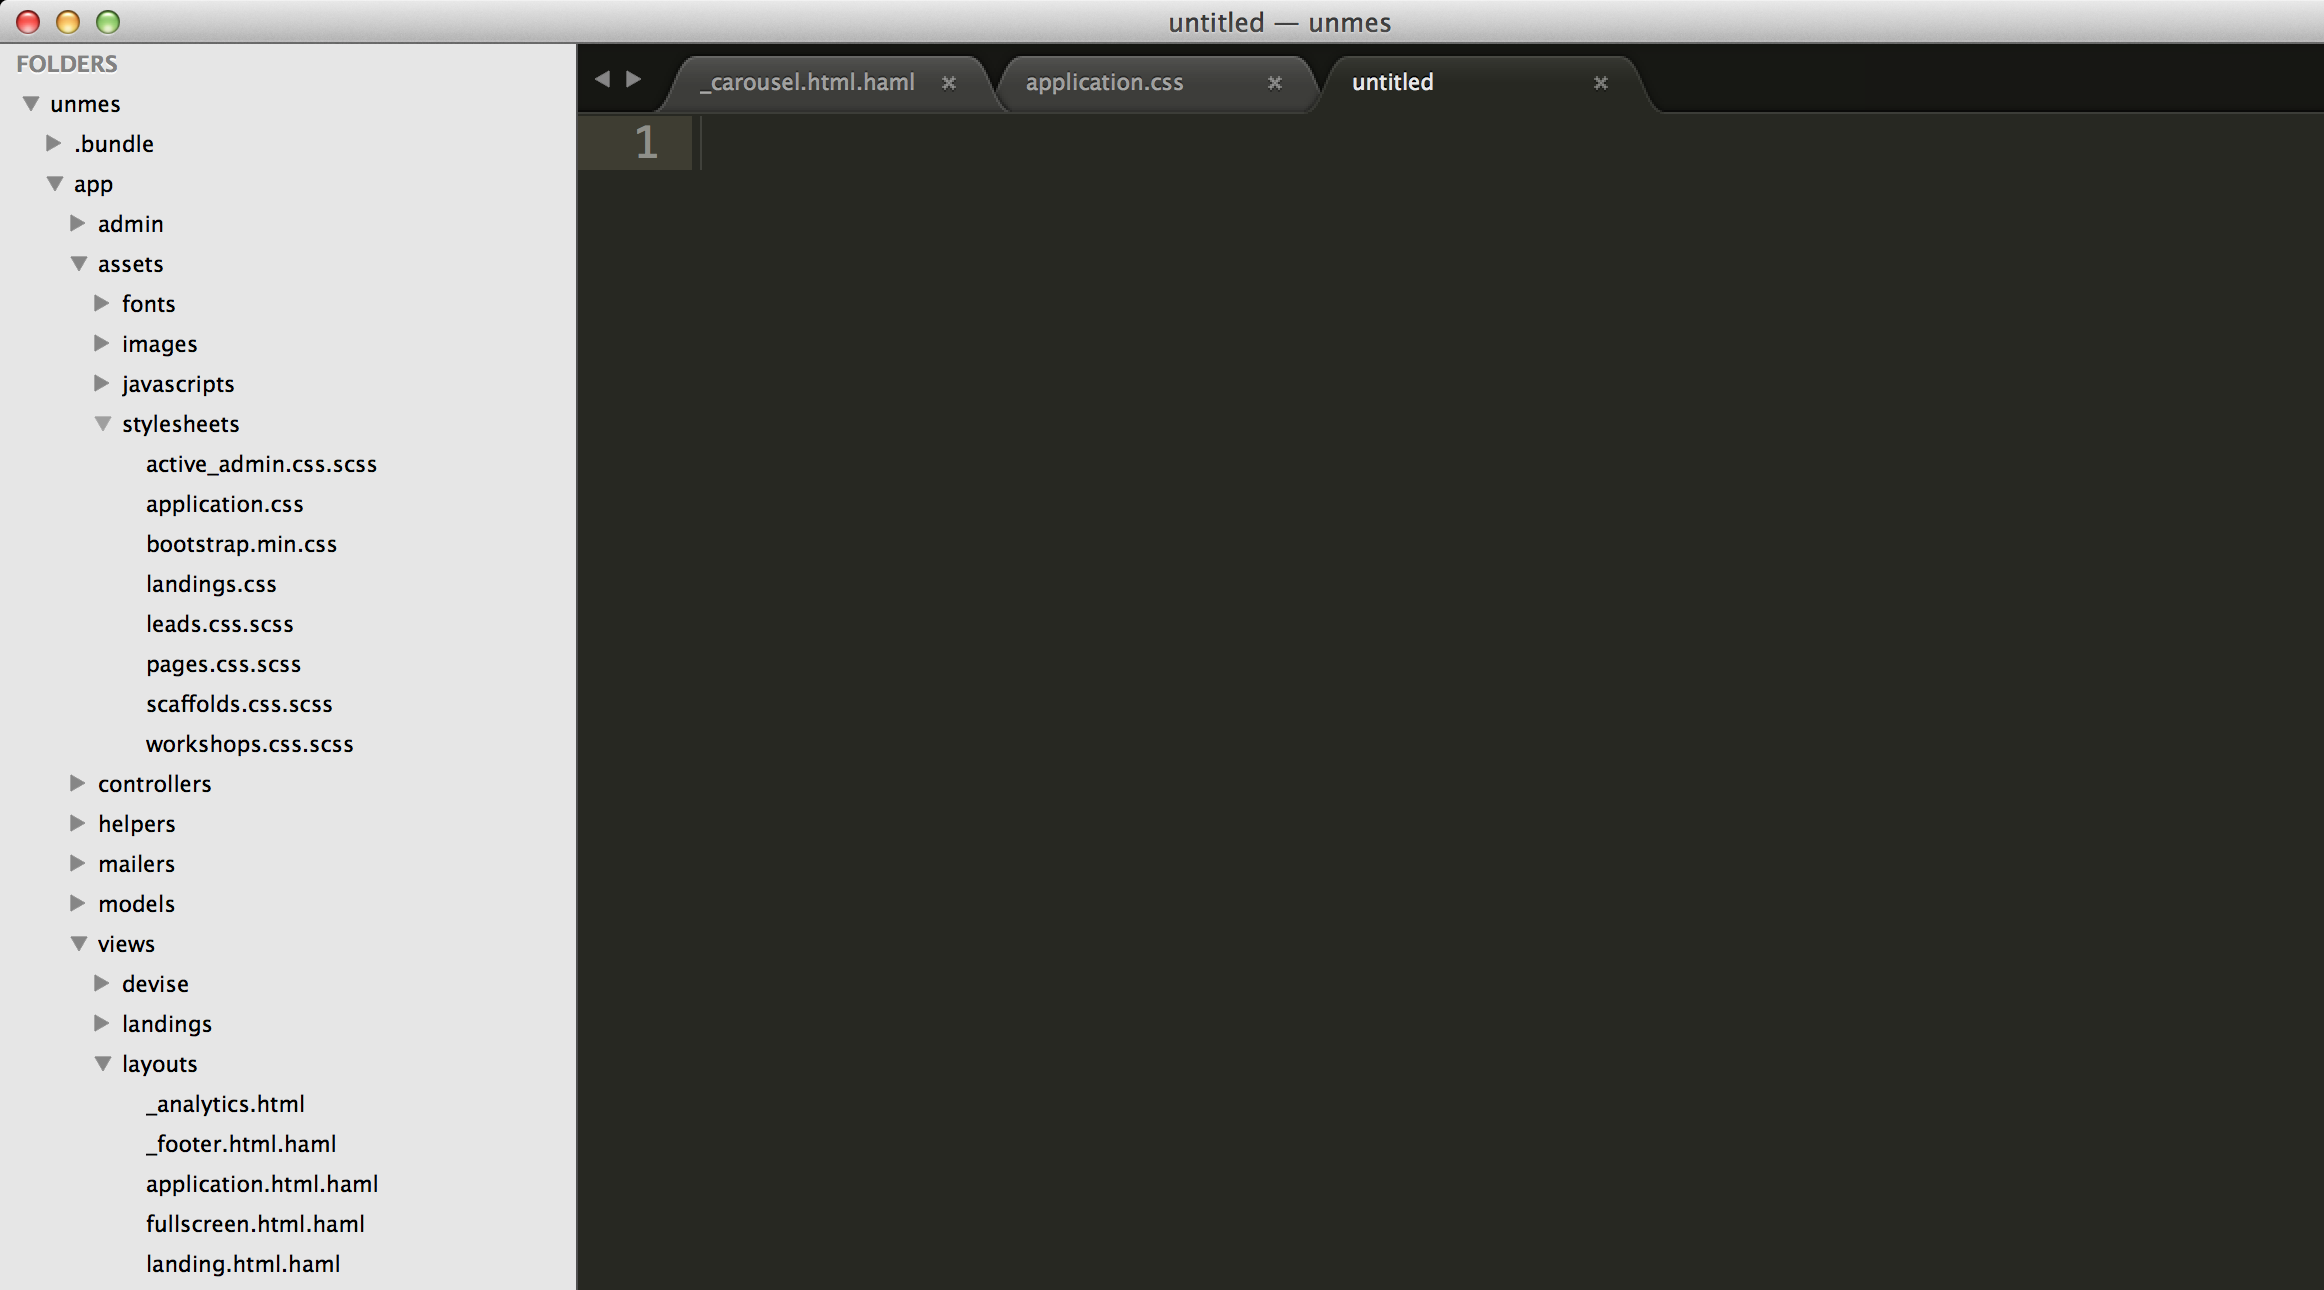 untitled — unmes
FOLDERS
unmes
.bundle
app
admin
assets
fonts
images
javascripts
stylesheets
active_admin.css.scss
application.css
bootstrap.min.css
landings.css
leads.css.scss
pages.css.scss
scaffolds.css.scss
workshops.css.scss
controllers
helpers
mailers
models
views
devise
landings
layouts
_analytics.html
_footer.html.haml
application.html.haml
fullscreen.html.haml
landing.html.haml
_carousel.html.haml application.css untitled
1